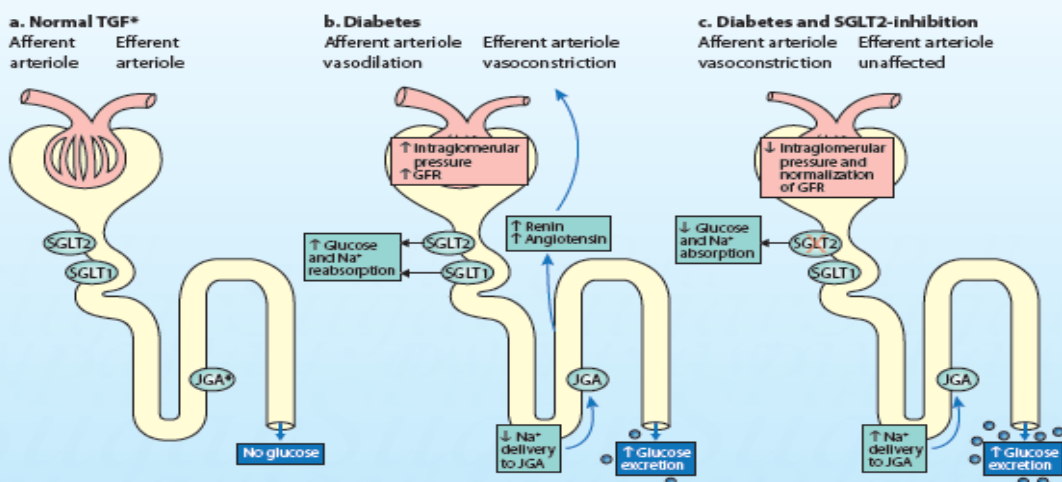 a. Normal TGF*
Afferent
arteriole
Efferent
arteriole
SGLT2
SGLT1
JGA*
No glucose
b. Diabetes
Afferent arteriole
vasodilation
Efferent arteriole
vasoconstriction
↑ Intraglomerular
pressure
↑ GFR
↑ Glucose
and Na⁺
reabsorption
SGLT2
SGLT1
↑ Renin
↑ Angiotensin
JGA
↓ Na⁺
delivery
to JGA
↑ Glucose
excretion
c. Diabetes and SGLT2-inhibition
Afferent arteriole
vasoconstriction
Efferent arteriole
unaffected
↓ Intraglomerular
pressure and
normalization
of GFR
↓ Glucose
and Na⁺
absorption
SGLT2
SGLT1
JGA
↑ Na⁺
delivery
to JGA
↑ Glucose
excretion